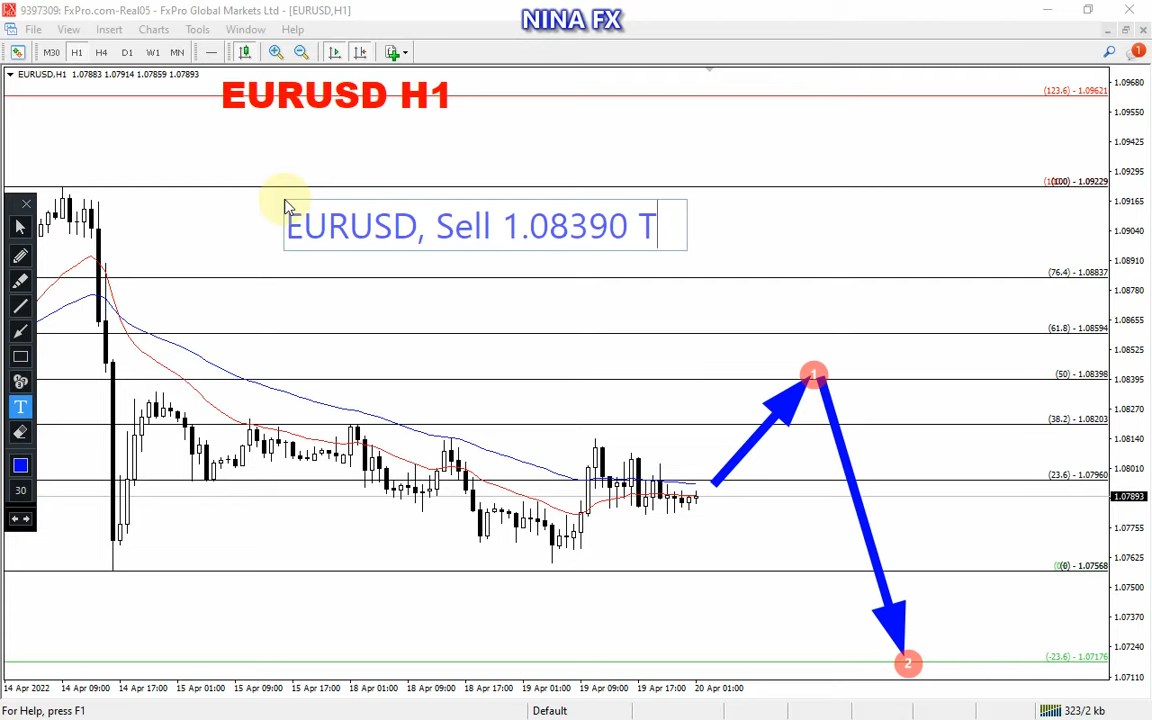 9397309: FxPro.com-Real05 - FxPro Global Markets Ltd - [EURUSD,H1]
NINA FX
File View Insert Charts Tools Window Help
M30 H1 H4 D1 W1 MN
1
EURUSD,H1 1.07883 1.07914 1.07859 1.07893
EURUSD H1
(123.6) - 1.09621
(100) - 1.09229
EURUSD, Sell 1.08390 T
(76.4) - 1.08837
(61.8) - 1.08594
(50) - 1.08398
(38.2) - 1.08203
(23.6) - 1.07960
(0) - 1.07568
(-23.6) - 1.07176
1
2
T
30
1.09680
1.09555
1.09425
1.09295
1.09165
1.09040
1.08910
1.08780
1.08655
1.08525
1.08395
1.08270
1.08140
1.08010
1.07893
1.07755
1.07625
1.07500
1.07370
1.07240
1.07110
14 Apr 2022 14 Apr 09:00 14 Apr 17:00 15 Apr 01:00 15 Apr 09:00 15 Apr 17:00 18 Apr 01:00 18 Apr 09:00 18 Apr 17:00 19 Apr 01:00 19 Apr 09:00 19 Apr 17:00 20 Apr 01:00
For Help, press F1 Default 323/2 kb